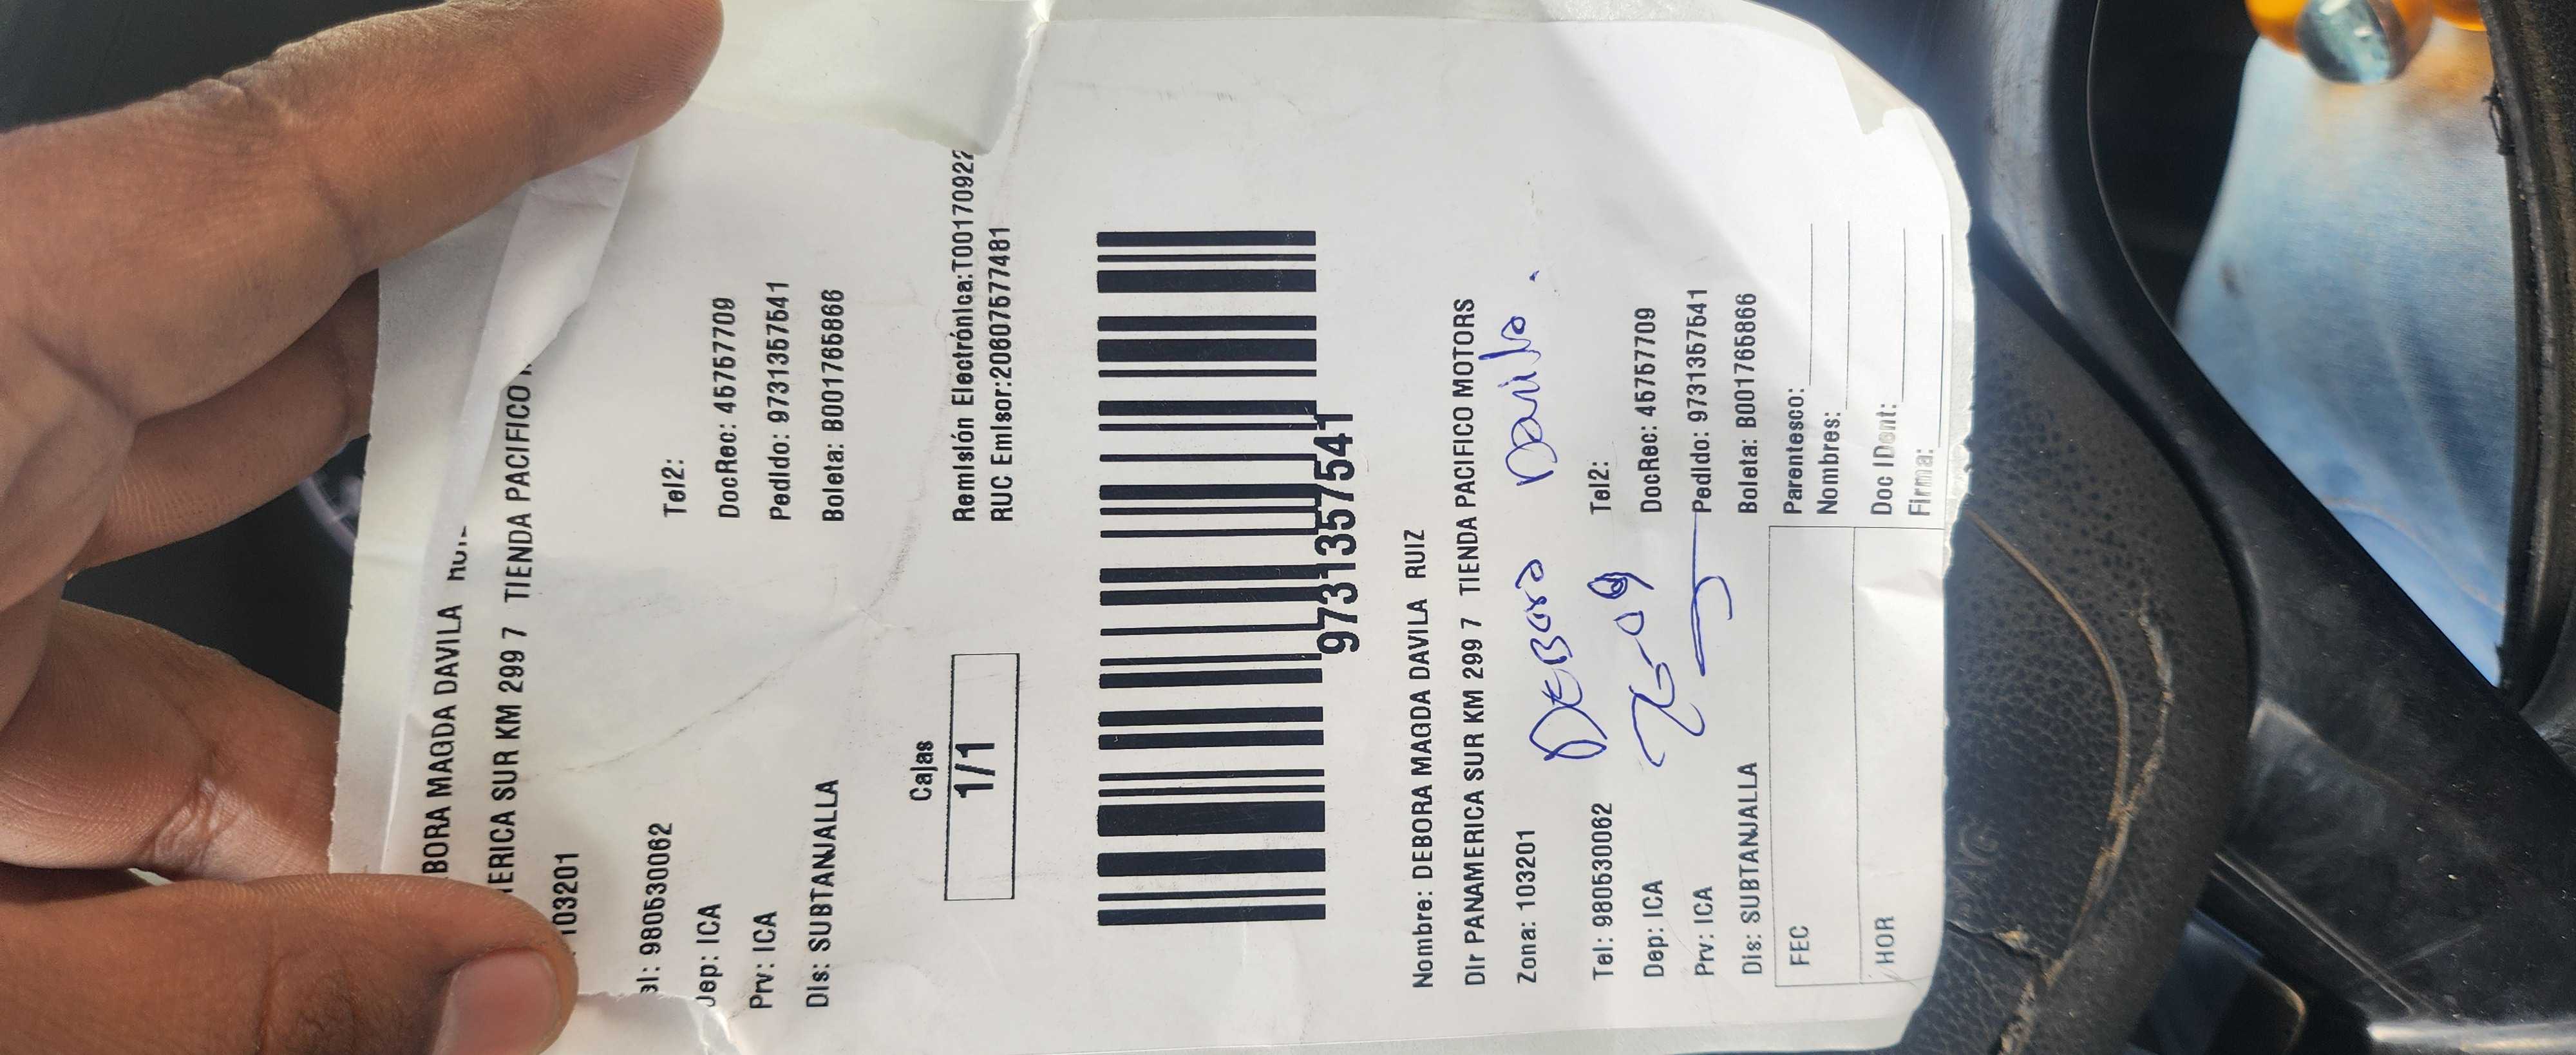 BORA MAGDA DAVILA
ERICA SUR KM 299 7 TIENDA PACIFICO
103201
el: 980530062 Tel2:
Dep: ICA DocRec: 45757709
Prv: ICA Pedido: 9731357541
Dis: SUBTANJALLA Boleta: B001765866
Cajas
1/1
Remisión Electrónica:T00170922
RUC Emisor:20607577481
9731357541
Nombre: DEBORA MAGDA DAVILA RUIZ
Dir PANAMERICA SUR KM 299 7 TIENDA PACIFICO MOTORS
Zona: 103201
Debora Davila.
Tel: 980530062 Tel2:
26-09
Dep: ICA DocRec: 45757709
Prv: ICA Pedido: 9731357541
Dis: SUBTANJALLA Boleta: B001765866
FEC Parentesco:
Nombres:
HOR Doc IDent:
Firma: